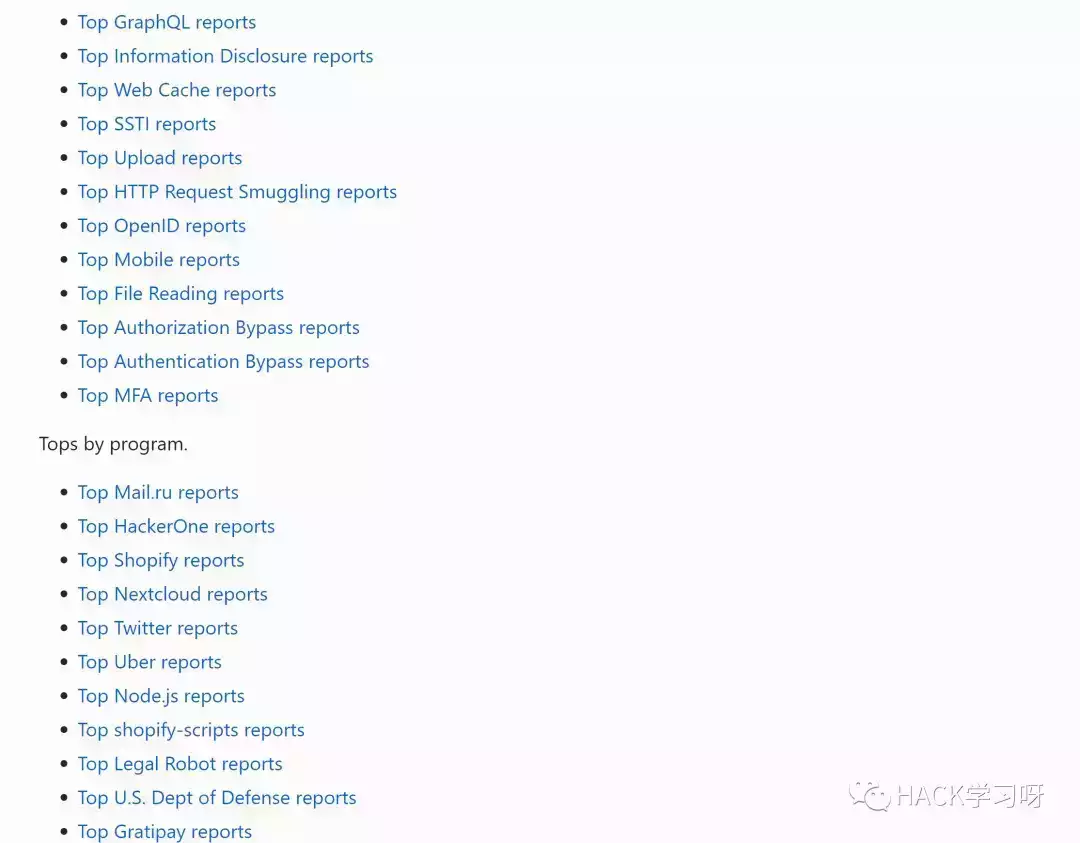 Top GraphQL reports
Top Information Disclosure reports
Top Web Cache reports
Top SSTI reports
Top Upload reports
Top HTTP Request Smuggling reports
Top OpenID reports
Top Mobile reports
Top File Reading reports
Top Authorization Bypass reports
Top Authentication Bypass reports
Top MFA reports
Tops by program.
Top Mail.ru reports
Top HackerOne reports
Top Shopify reports
Top Nextcloud reports
Top Twitter reports
Top Uber reports
Top Node.js reports
Top shopify-scripts reports
Top Legal Robot reports
Top U.S. Dept of Defense reports
Top Gratipay reports
HACK学习呀